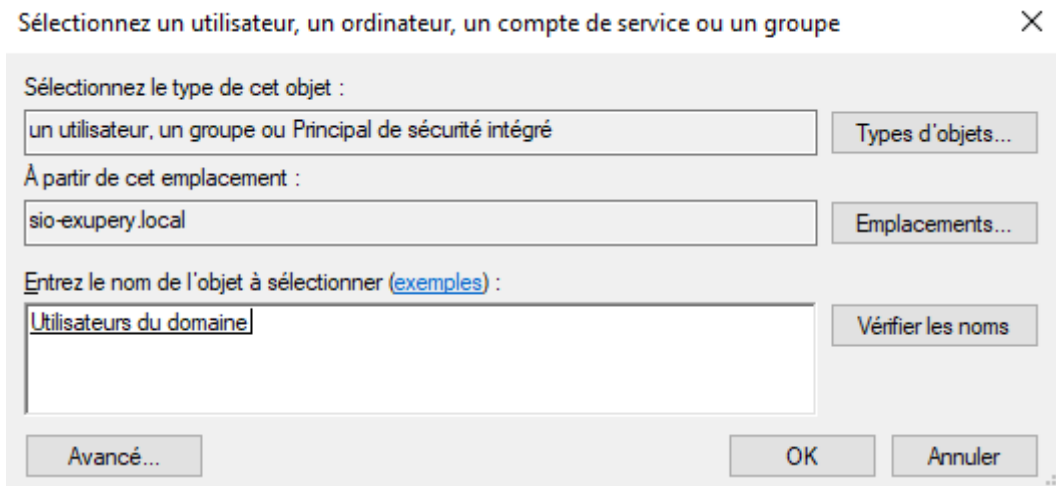 Sélectionnez un utilisateur, un ordinateur, un compte de service ou un groupe
Sélectionnez le type de cet objet :
un utilisateur, un groupe ou Principal de sécurité intégré
Types d'objets...
À partir de cet emplacement :
sio-exupery.local
Emplacements...
Entrez le nom de l'objet à sélectionner (exemples) :
Utilisateurs du domaine
Vérifier les noms
Avancé...
OK
Annuler